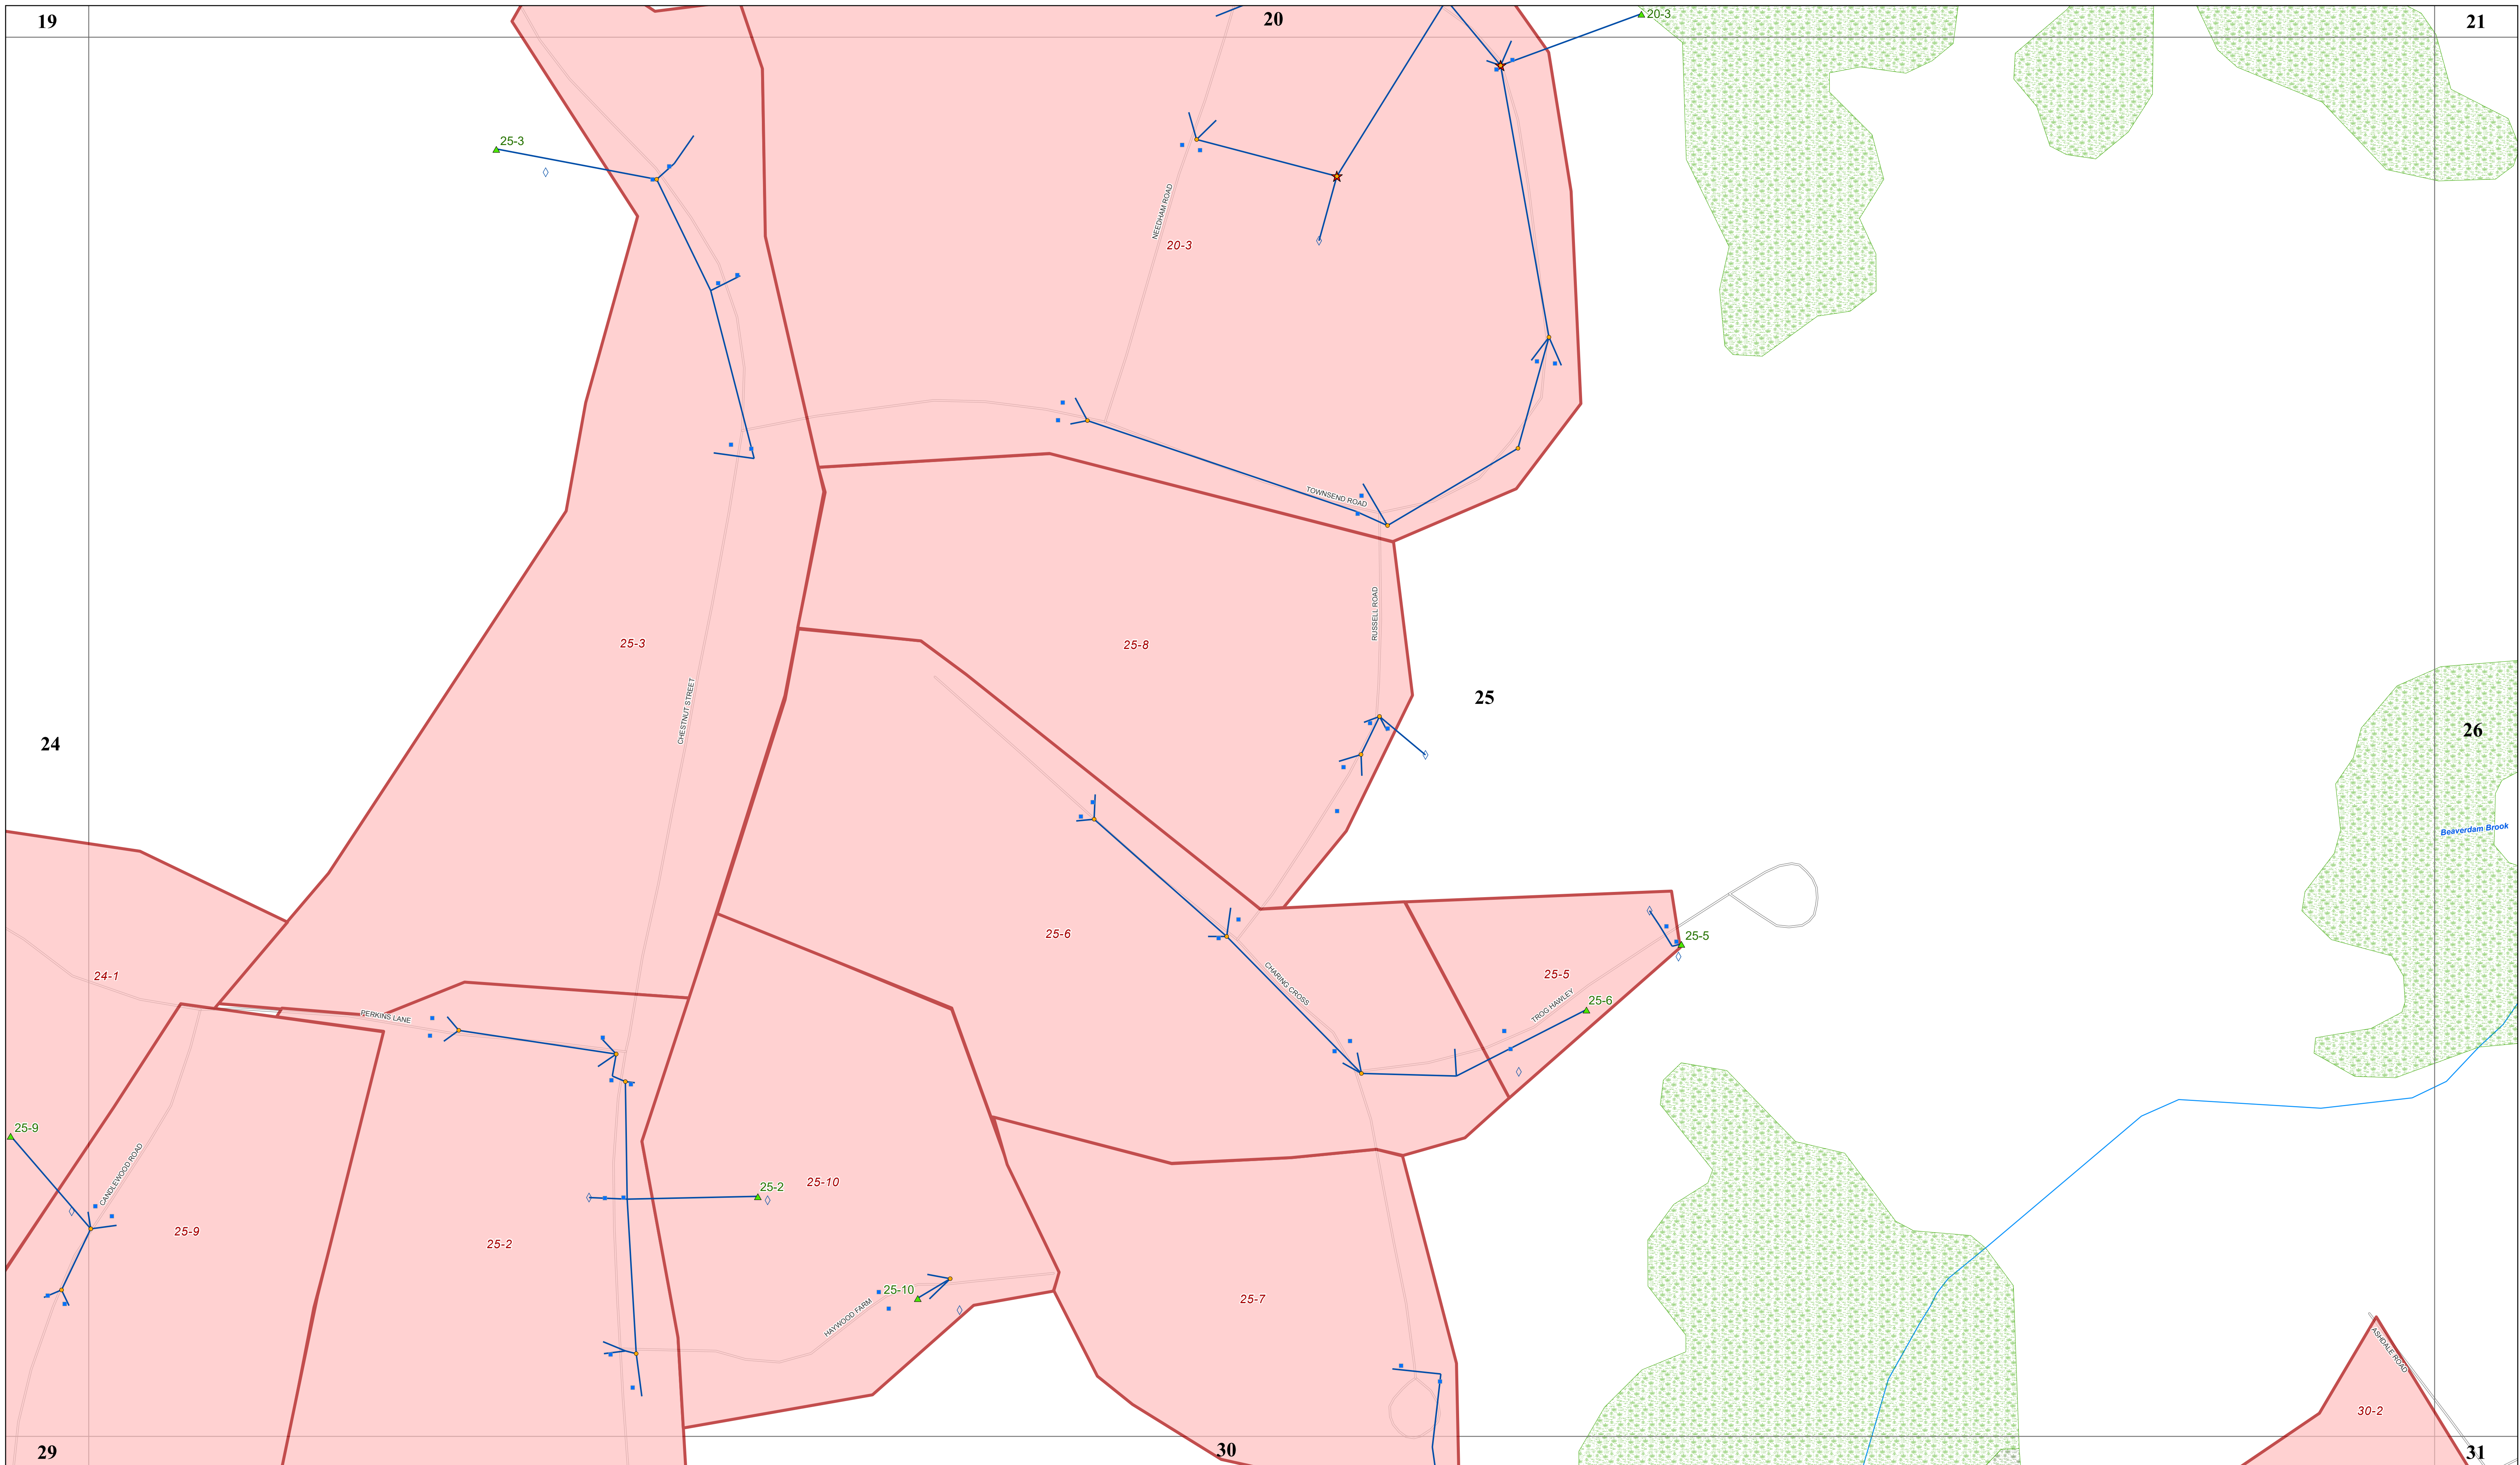 19
20
20-3
21
25-3
NEEDHAM ROAD
20-3
TOWNSEND ROAD
RUSSELL ROAD
25-3
25-8
CHESTNUT STREET
25
24
26
Beaverdam Brook
25-6
25-5
24-1
CHARING CROSS
25-5
TROG HAWLEY
25-6
PERKINS LANE
25-9
CANDLEWOOD ROAD
25-2
25-10
25-9
25-2
25-10
HAYWOOD FARM
25-7
ASHDALE ROAD
30-2
29
30
31